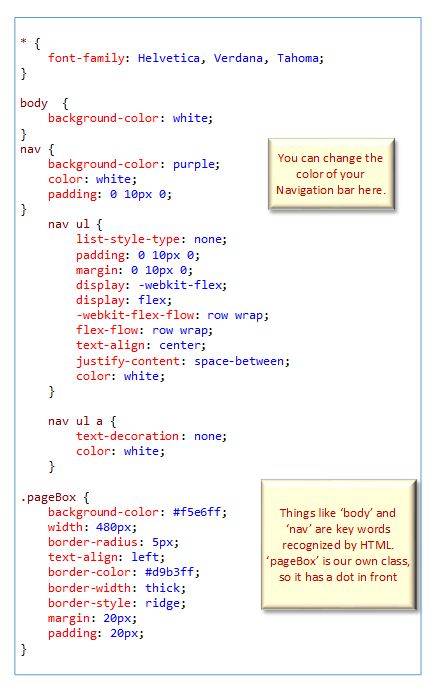 * {
    font-family: Helvetica, Verdana, Tahoma;
}

body  {
    background-color: white;
}
nav {
    background-color: purple;
    color: white;
    padding: 0 10px 0;
}
    nav ul {
        list-style-type: none;
        padding: 0 10px 0;
        margin: 0 10px 0;
        display: -webkit-flex;
        display: flex;
        -webkit-flex-flow: row wrap;
        flex-flow: row wrap;
        text-align: center;
        justify-content: space-between;
        color: white;
    }

    nav ul a {
        text-decoration: none;
        color: white;
    }

.pageBox {
    background-color: #f5e6ff;
    width: 480px;
    border-radius: 5px;
    text-align: left;
    border-color: #d9b3ff;
    border-width: thick;
    border-style: ridge;
    margin: 20px;
    padding: 20px;
}

You can change the
color of your
Navigation bar here.

Things like ‘body’ and
‘nav’ are key words
recognized by HTML.
‘pageBox’ is our own class,
so it has a dot in front